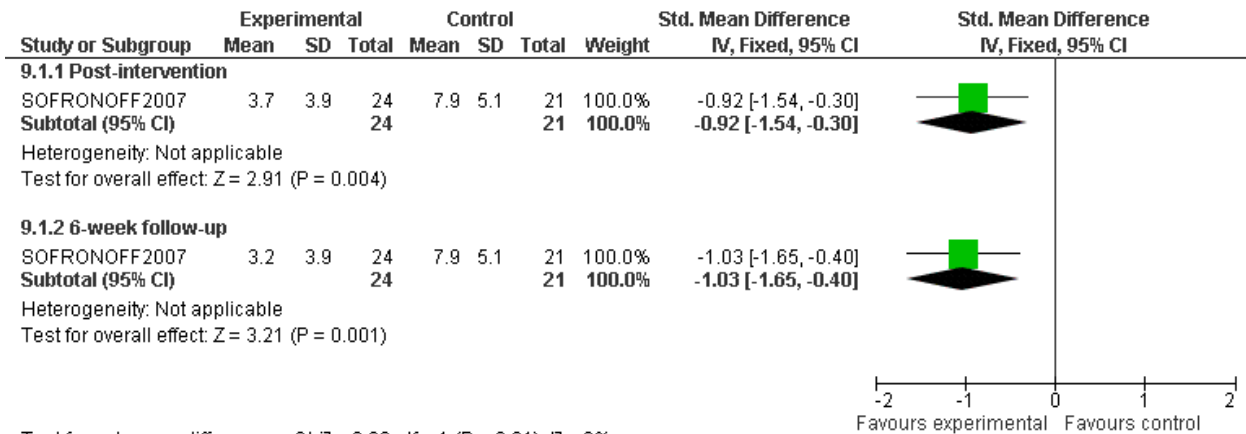 Experimental Control Std. Mean Difference Std. Mean Difference
Study or Subgroup Mean SD Total Mean SD Total Weight IV, Fixed, 95% CI IV, Fixed, 95% CI
9.1.1 Post-intervention
SOFRONOFF2007 3.7 3.9 24 7.9 5.1 21 100.0% -0.92 [-1.54, -0.30]
Subtotal (95% CI) 24 21 100.0% -0.92 [-1.54, -0.30]
Heterogeneity: Not applicable
Test for overall effect: Z = 2.91 (P = 0.004)
9.1.2 6-week follow-up
SOFRONOFF2007 3.2 3.9 24 7.9 5.1 21 100.0% -1.03 [-1.65, -0.40]
Subtotal (95% CI) 24 21 100.0% -1.03 [-1.65, -0.40]
Heterogeneity: Not applicable
Test for overall effect: Z = 3.21 (P = 0.001)
-2 -1 0 1 2
Favours experimental Favours control